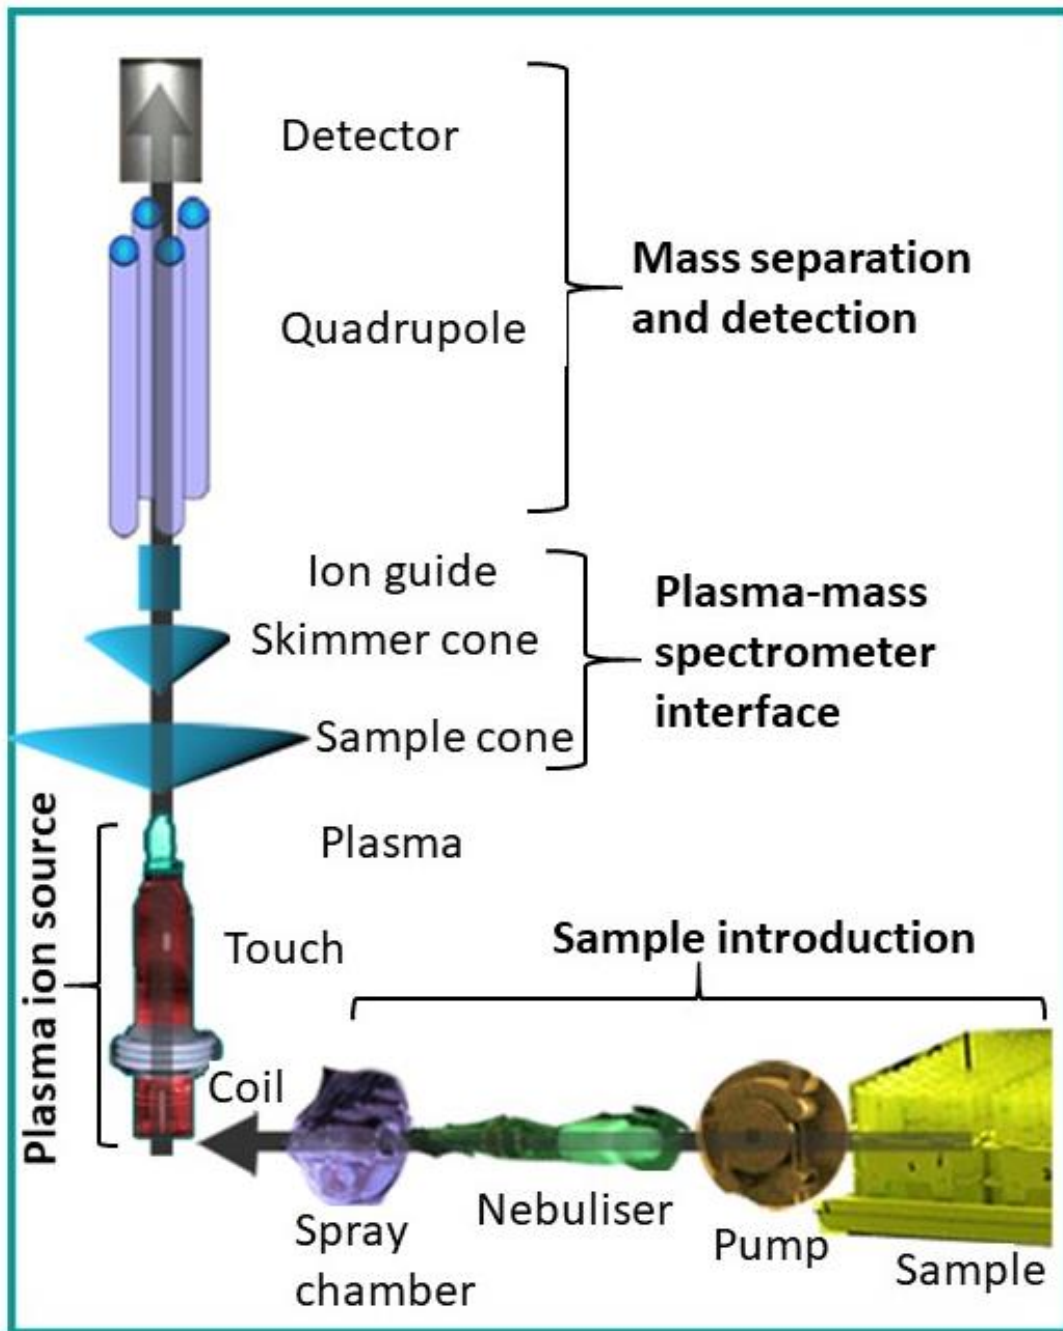 Detector
Mass separation
and detection
Quadrupole
Ion guide
Skimmer cone
Sample cone
Plasma-mass
spectrometer
interface
Plasma ion source
Plasma
Touch
Coil
Sample introduction
Spray
chamber
Nebuliser
Pump
Sample